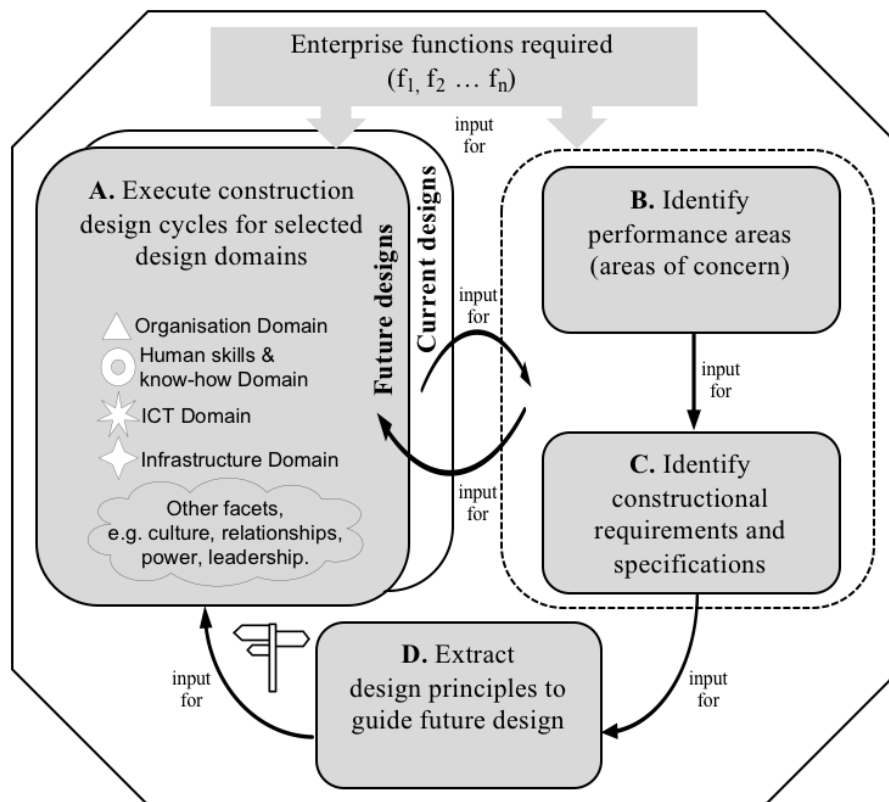 Enterprise functions required
(f1, f2 … fn)
input
for
A. Execute construction
design cycles for selected
design domains
Organisation Domain
Human skills &
know-how Domain
ICT Domain
Infrastructure Domain
Other facets,
e.g. culture, relationships,
power, leadership.
Future designs
Current designs
input
for
input
for
B. Identify
performance areas
(areas of concern)
input
for
C. Identify
constructional
requirements and
specifications
input
for
D. Extract
design principles to
guide future design
input
for